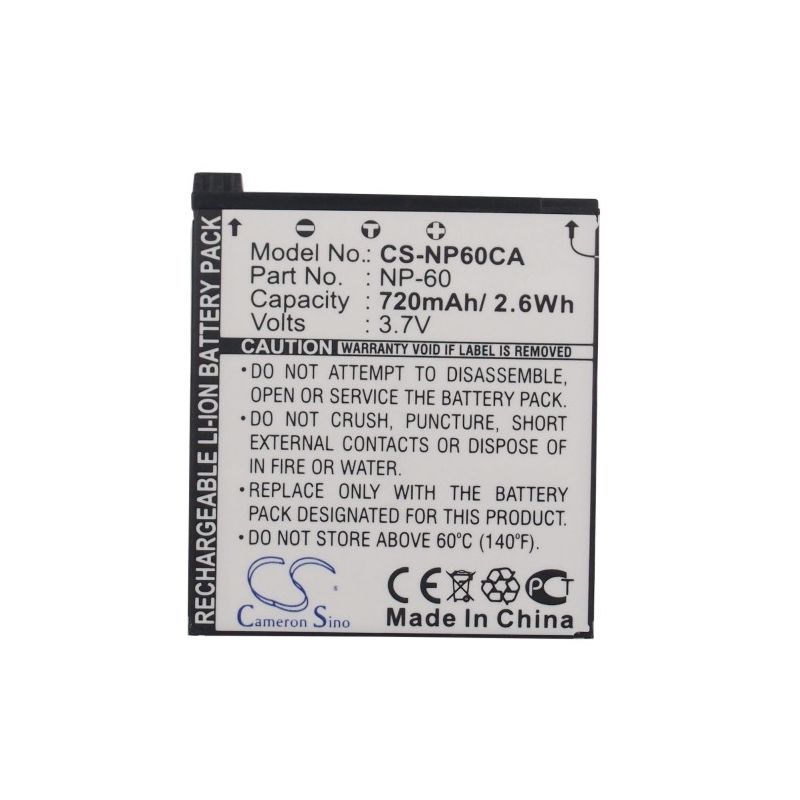 RECHARGEABLE LI-ION BATTERY PACK
T
Model No.: CS-NP60CA
Part No. : NP-60
Capacity : 720mAh/ 2.6Wh
Volts : 3.7V
CAUTION WARRANTY VOID IF LABEL IS REMOVED
•DO NOT ATTEMPT TO DISASSEMBLE,
OPEN OR SERVICE THE BATTERY PACK.
•DO NOT CRUSH, PUNCTURE, SHORT
EXTERNAL CONTACTS OR DISPOSE OF
IN FIRE OR WATER.
•REPLACE ONLY WITH THE BATTERY
PACK DESIGNATED FOR THIS PRODUCT.
•DO NOT STORE ABOVE 60°C (140°F).
CS
Cameron Sino
CE PCT
Made In China